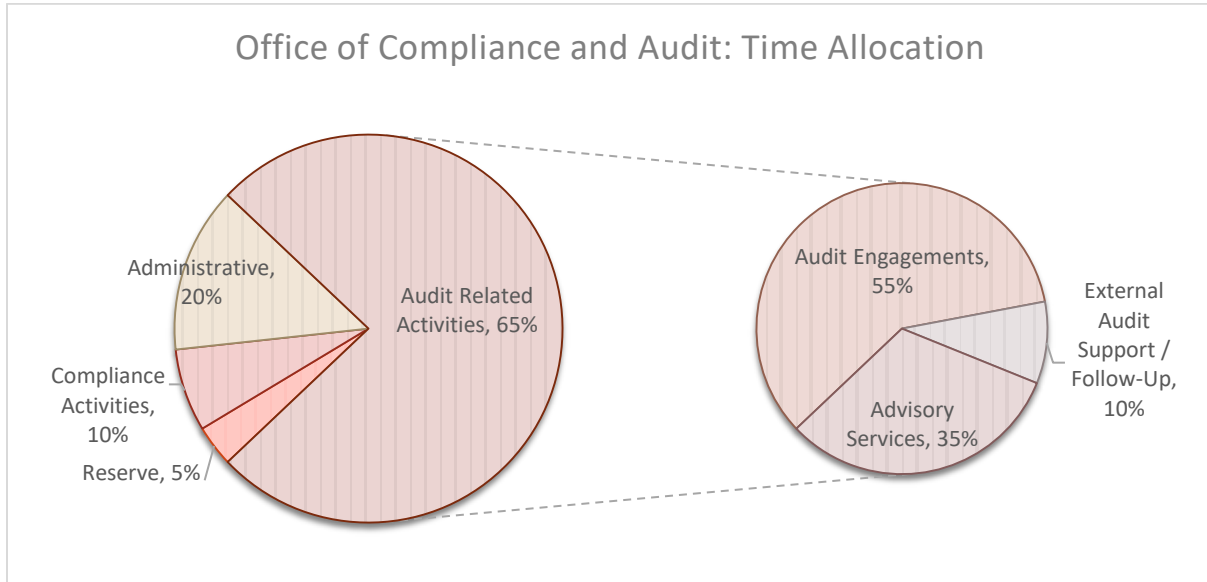 Office of Compliance and Audit: Time Allocation
Administrative,
20%
Audit Related
Activities, 65%
Compliance
Activities,
10%
Reserve, 5%
Audit Engagements,
55%
External
Audit
Support /
Follow-Up,
10%
Advisory
Services, 35%